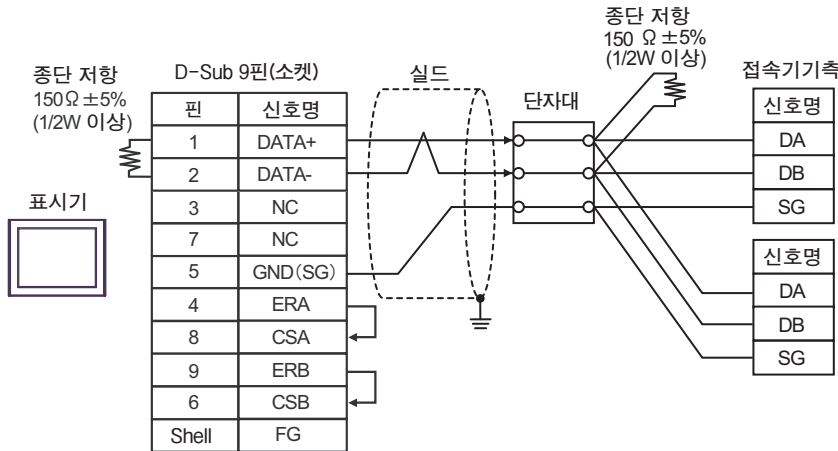 종단 저항
150Ω ±5%
(1/2W 이상)
D-Sub 9핀(소켓)
실드
단자대
종단 저항
150 Ω ±5%
(1/2W 이상)
접속기기측
표시기
핀 신호명
1 DATA+
2 DATA-
3 NC
7 NC
5 GND(SG)
4 ERA
8 CSA
9 ERB
6 CSB
Shell FG
신호명
DA
DB
SG
신호명
DA
DB
SG